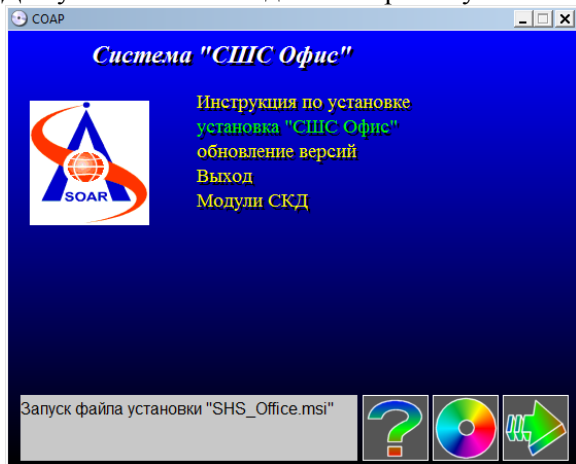 СОАР
Система "СШС Офис"
Инструкция по установке
установка "СШС Офис"
обновление версий
Выход
Модули СКД
SOAR
Запуск файла установки "SHS_Office.msi"